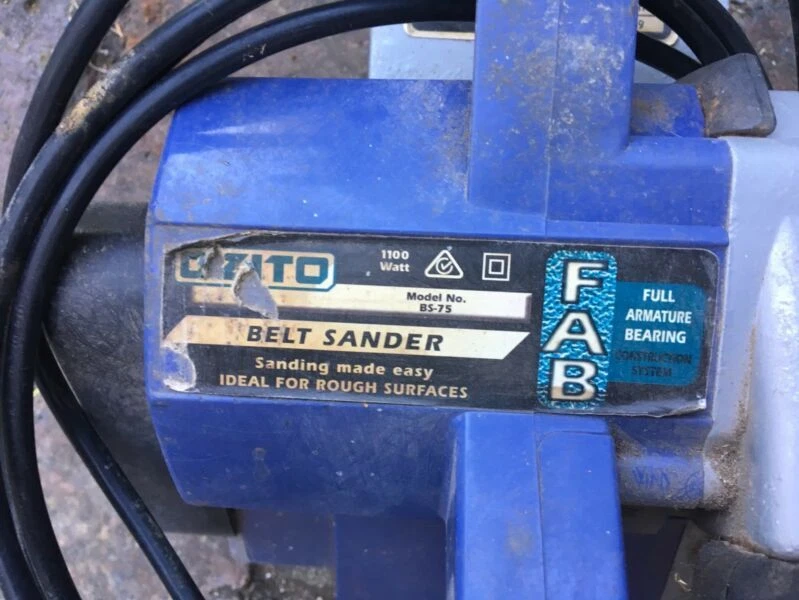 1100
Watt
Model No.
BS-75
BELT SANDER
Sanding made easy
IDEAL FOR ROUGH SURFACES
FAB
FULL
ARMATURE
BEARING
CONSTRUCTION
SYSTEM